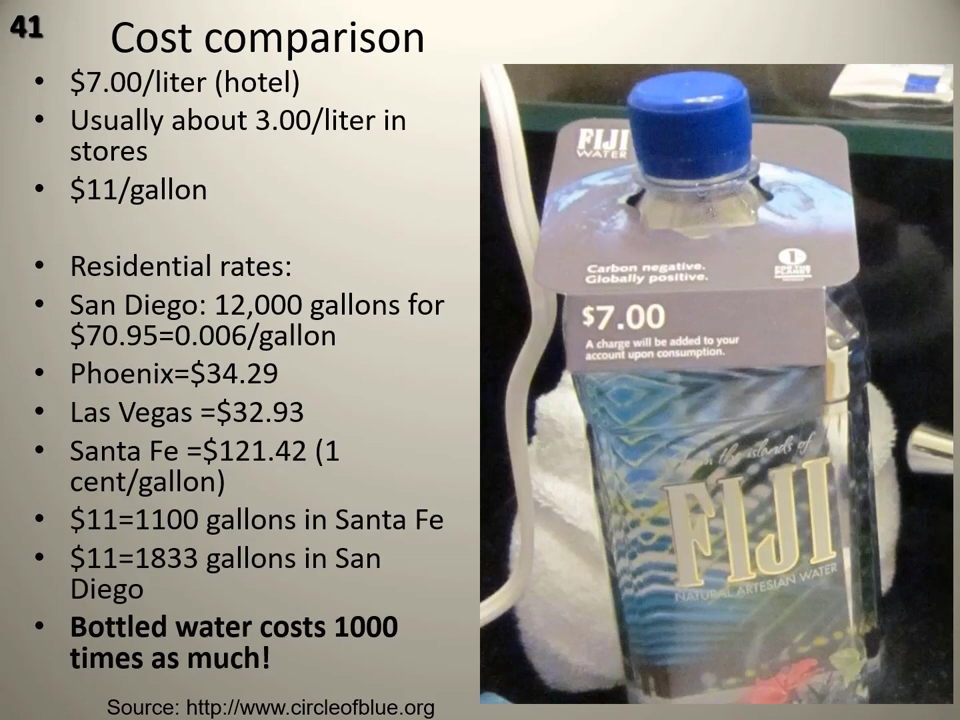 41
Cost comparison
• $7.00/liter (hotel)
• Usually about 3.00/liter in
stores
• $11/gallon
• Residential rates:
• San Diego: 12,000 gallons for
$70.95=0.006/gallon
• Phoenix=$34.29
• Las Vegas =$32.93
• Santa Fe =$121.42 (1
cent/gallon)
• $11=1100 gallons in Santa Fe
• $11=1833 gallons in San
Diego
• Bottled water costs 1000
times as much!
Source: http://www.circleofblue.org
FIJI
WATER
Carbon negative.
Globally positive.
1
$7.00
A charge will be added to your
account upon consumption.
the islands of
FIJI
NATURAL ARTESIAN WATER